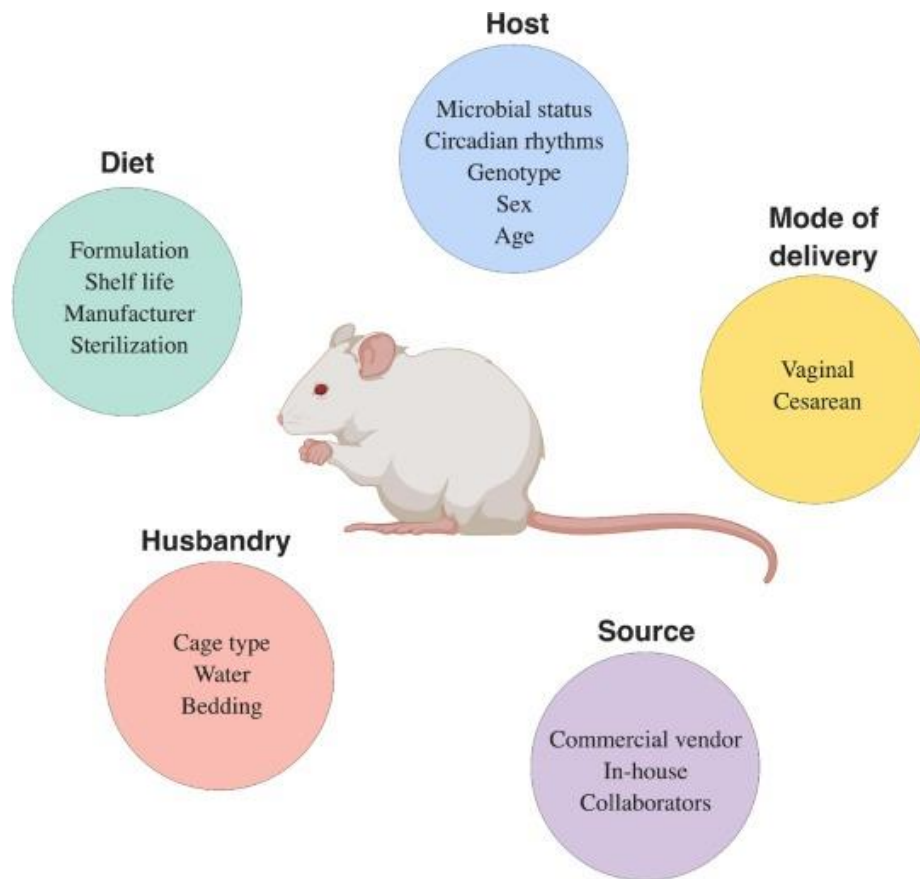 Host
Microbial status
Circadian rhythms
Genotype
Sex
Age
Diet
Formulation
Shelf life
Manufacturer
Sterilization
Mode of
delivery
Vaginal
Cesarean
Husbandry
Cage type
Water
Bedding
Source
Commercial vendor
In-house
Collaborators